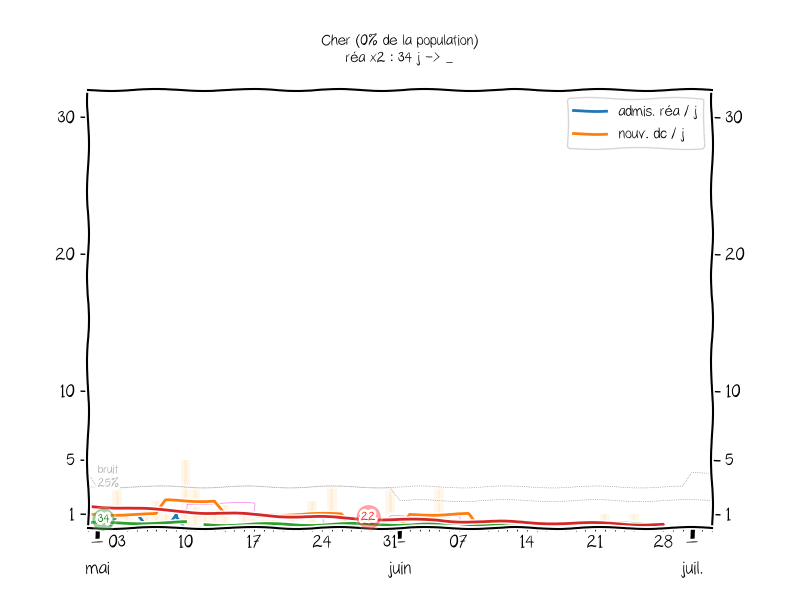 Cher (0% de la population)
réa x2 : 34 j -> _
admis. réa / j
nouv. dc / j
30
30
20
20
10
10
5
5
bruit
25%
1
34
22
1
03 10 17 24 31 07 14 21 28
mai juin juil.